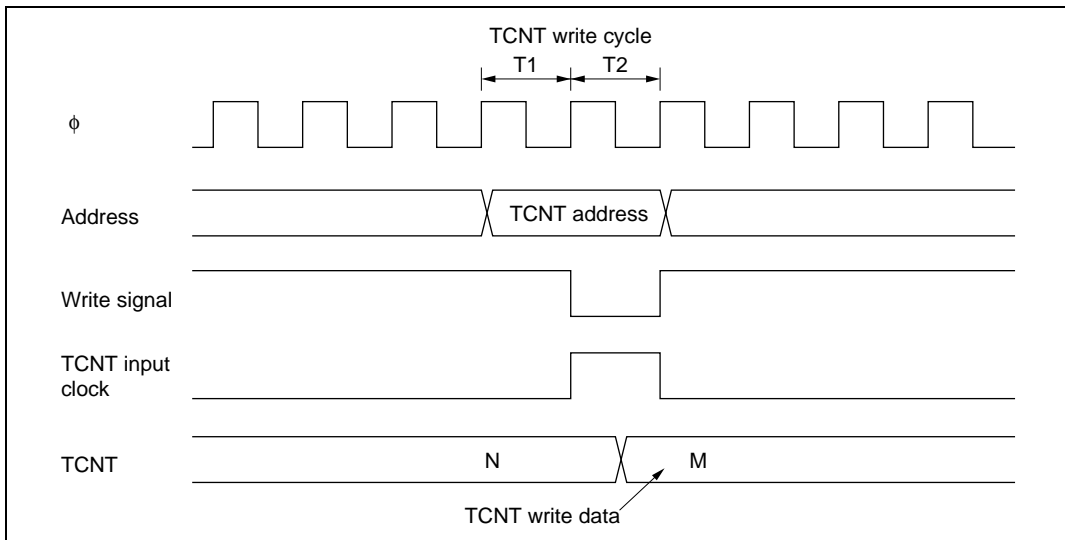 TCNT write cycle
T1 T2
ϕ
Address
TCNT address
Write signal
TCNT input
clock
TCNT
N M
TCNT write data